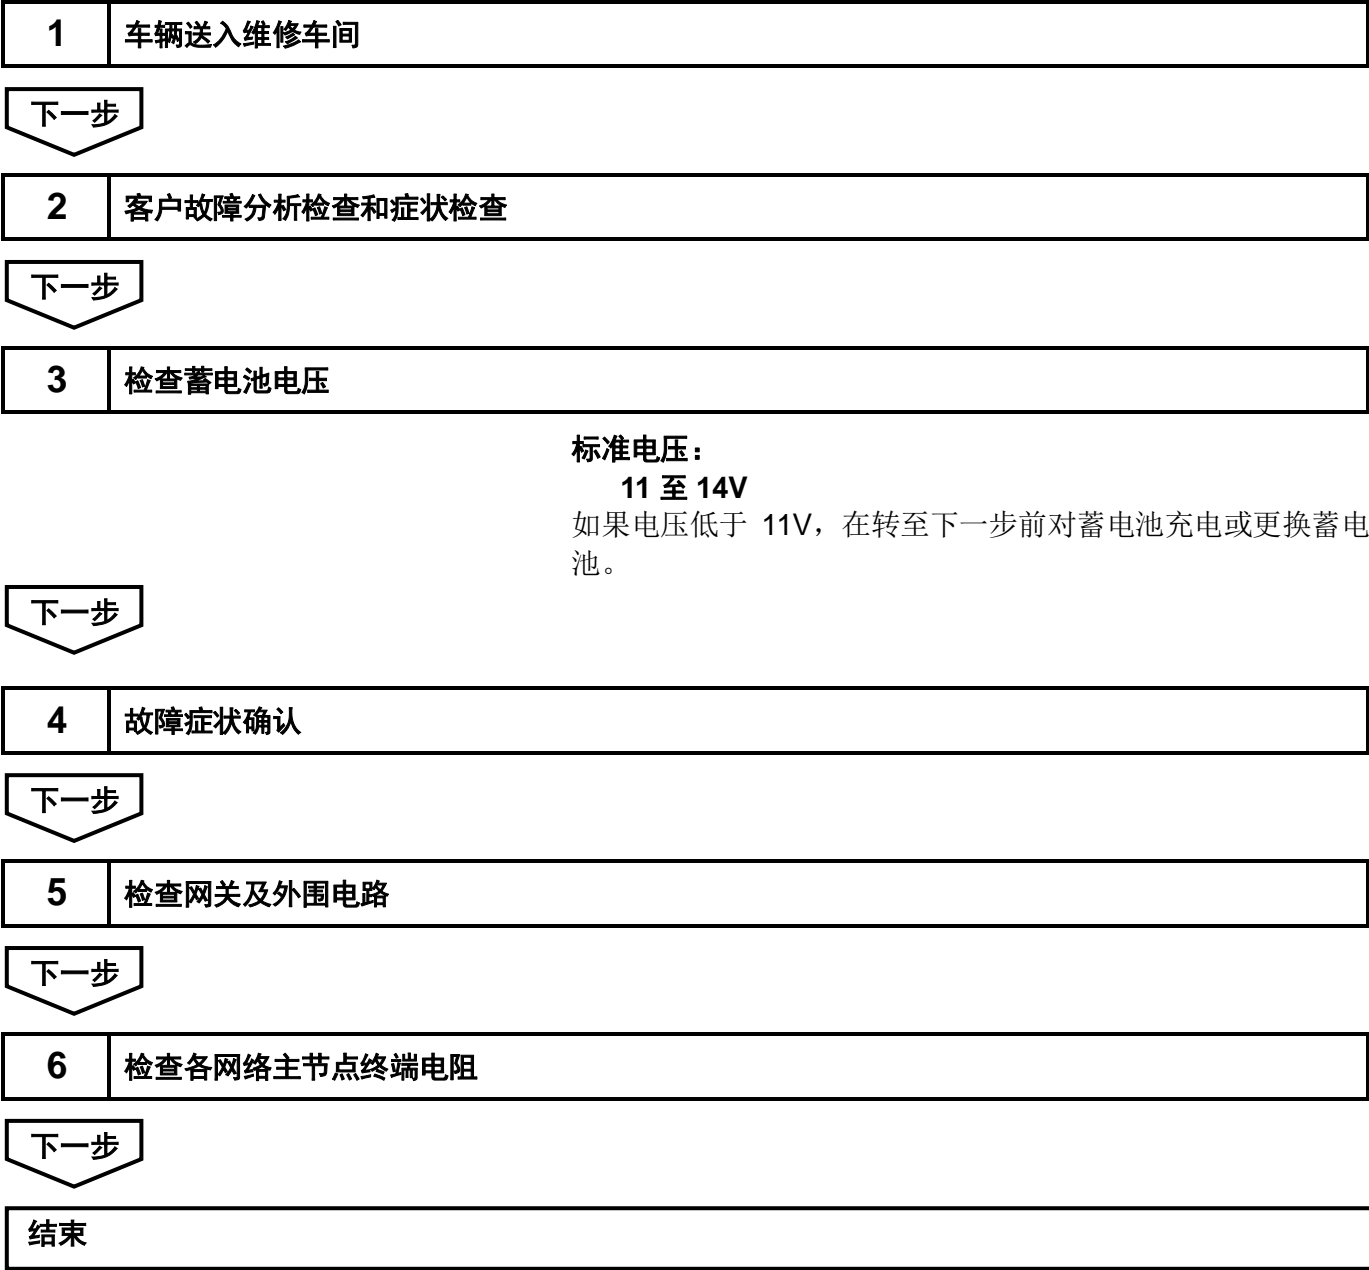 1 车辆送入维修车间
下一步
2 客户故障分析检查和症状检查
下一步
3 检查蓄电池电压
标准电压：
11 至 14V
如果电压低于 11V，在转至下一步前对蓄电池充电或更换蓄电
池。
下一步
4 故障症状确认
下一步
5 检查网关及外围电路
下一步
6 检查各网络主节点终端电阻
下一步
结束